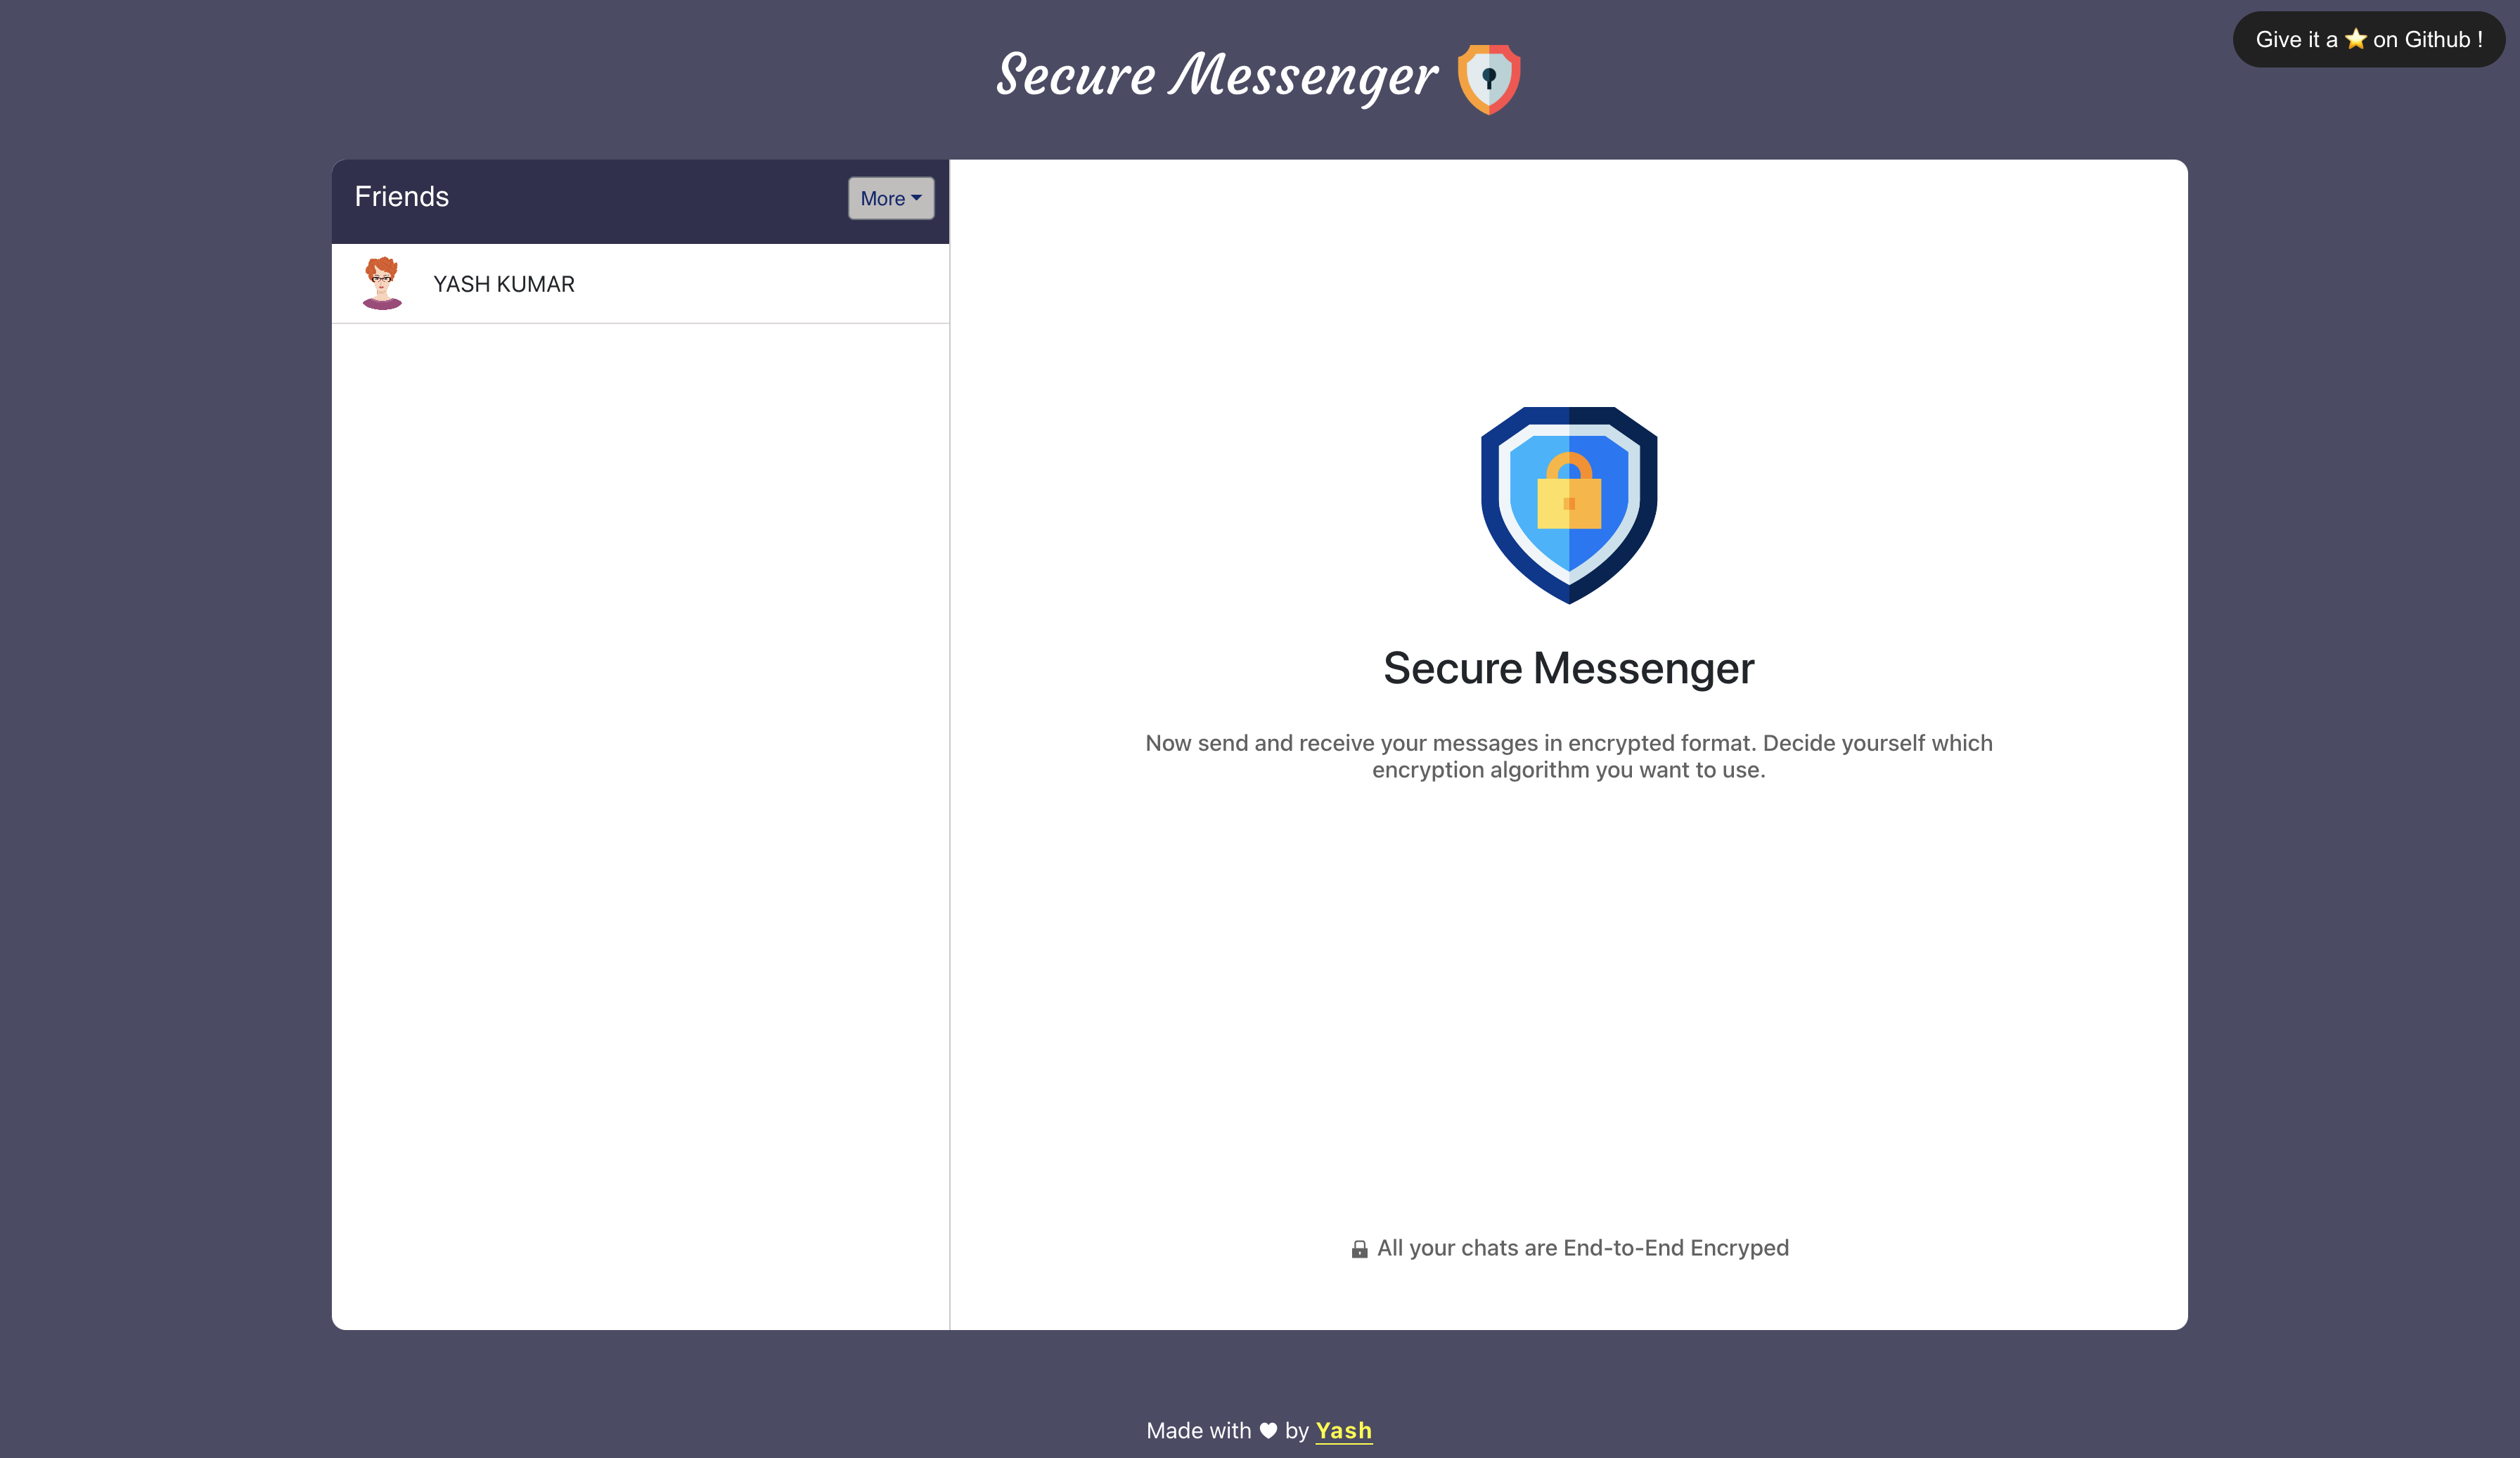 Secure Messenger
Give it a ⭐ on Github !
Friends
More
YASH KUMAR
Secure Messenger
Now send and receive your messages in encrypted format. Decide yourself which
encryption algorithm you want to use.
All your chats are End-to-End Encryped
Made with ♥ by Yash